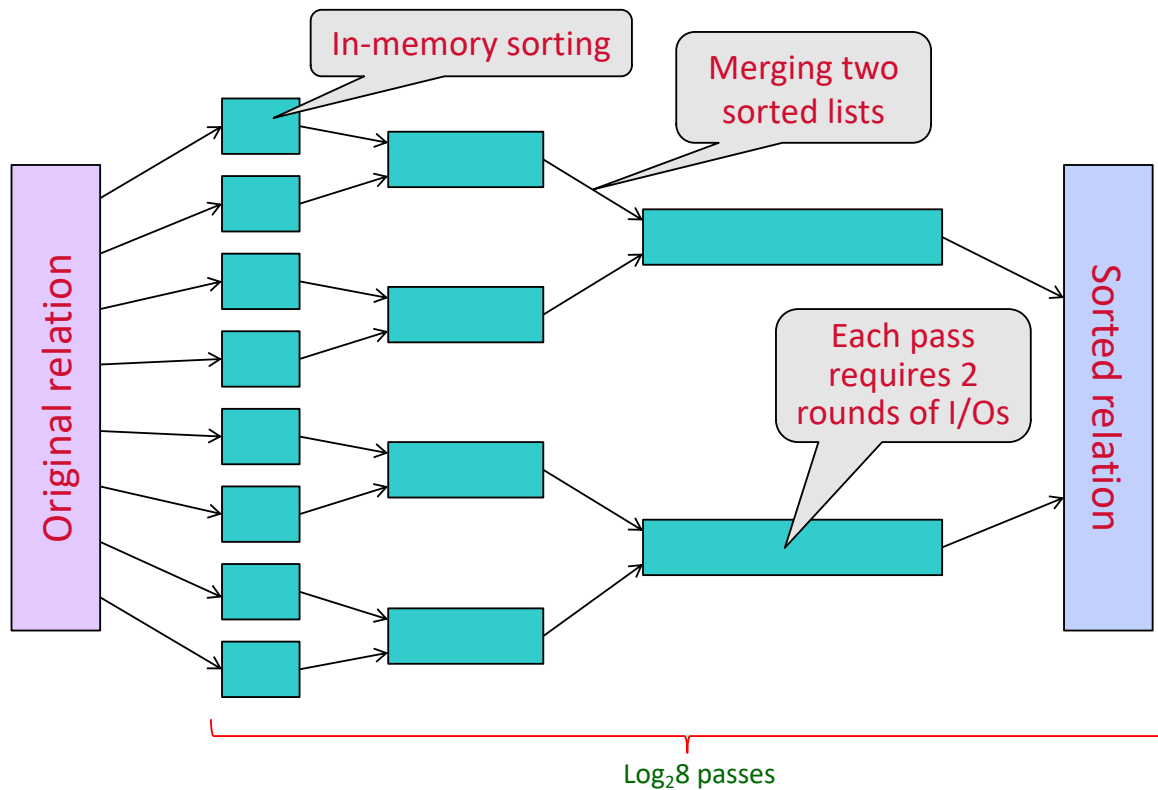 In-memory sorting
Merging two
sorted lists
Original relation
Each pass
requires 2
rounds of I/Os
Sorted relation
Log₂8 passes